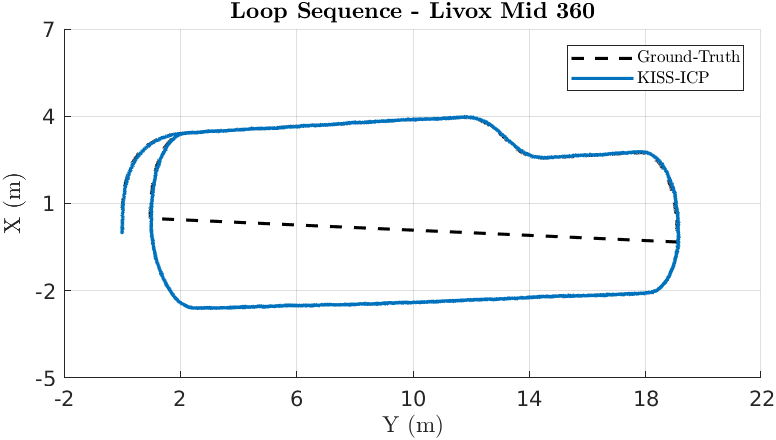 Loop Sequence - Livox Mid 360
Ground-Truth
KISS-ICP
7
4
1
-2
-5
X (m)
-2
2
6
10
14
18
22
Y (m)